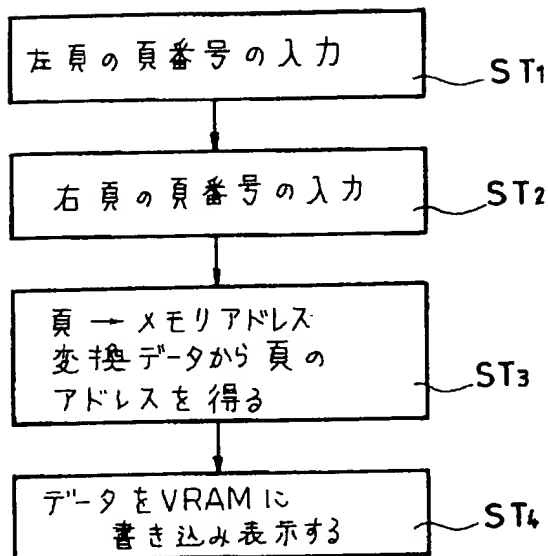 左頁の頁番号の入力
ST1
右頁の頁番号の入力
ST2
頁→メモリアドレス
変換データから頁の
アドレスを得る
ST3
データをVRAMに
書き込み表示する
ST4